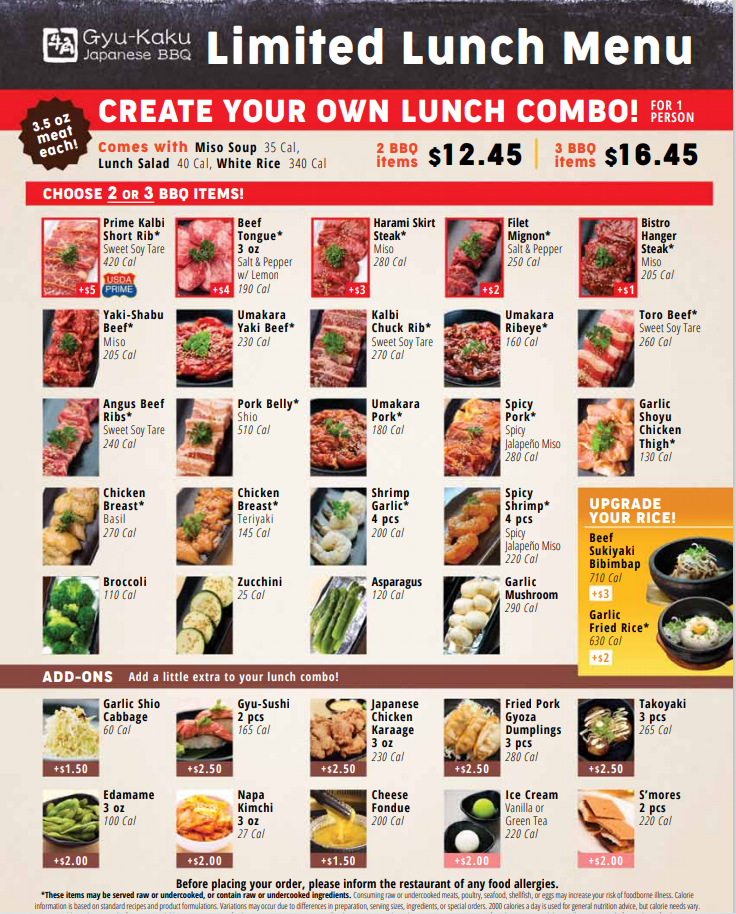 Gyu-Kaku
Japanese BBQ
Limited Lunch Menu
3.5 oz
meat
each!
CREATE YOUR OWN LUNCH COMBO!
FOR 1
PERSON
Comes with Miso Soup 35 Cal,
Lunch Salad 40 Cal, White Rice 340 Cal
2 BBQ
items
$12.45
3 BBQ
items
$16.45
CHOOSE 2 OR 3 BBQ ITEMS!
Prime Kalbi
Short Rib*
Sweet Soy Tare
420 Cal
USDA
PRIME
+$5
Beef
Tongue*
3 oz
Salt & Pepper
w/ Lemon
190 Cal
+$4
Harami Skirt
Steak*
Miso
280 Cal
+$3
Filet
Mignon*
Salt & Pepper
250 Cal
+$2
Bistro
Hanger
Steak*
Miso
205 Cal
+$1
Yaki-Shabu
Beef*
Miso
205 Cal
Umakara
Yaki Beef*
230 Cal
Kalbi
Chuck Rib*
Sweet Soy Tare
270 Cal
Umakara
Ribeye*
160 Cal
Toro Beef*
Sweet Soy Tare
260 Cal
Angus Beef
Ribs*
Sweet Soy Tare
240 Cal
Pork Belly*
Shio
510 Cal
Umakara
Pork*
180 Cal
Spicy
Pork*
Spicy
Jalapeño Miso
280 Cal
Garlic
Shoyu
Chicken
Thigh*
130 Cal
Chicken
Breast*
Basil
270 Cal
Chicken
Breast*
Teriyaki
145 Cal
Shrimp
Garlic*
4 pcs
200 Cal
Spicy
Shrimp*
4 pcs
Spicy
Jalapeño Miso
220 Cal
Broccoli
110 Cal
Zucchini
25 Cal
Asparagus
120 Cal
Garlic
Mushroom
290 Cal
UPGRADE
YOUR RICE!
Beef
Sukiyaki
Bibimbap
710 Cal
+$3
Garlic
Fried Rice*
630 Cal
+$2
ADD-ONS Add a little extra to your lunch combo!
Garlic Shio
Cabbage
60 Cal
+$1.50
Gyu-Sushi
2 pcs
165 Cal
+$2.50
Japanese
Chicken
Karaage
3 oz
230 Cal
+$2.50
Fried Pork
Gyoza
Dumplings
3 pcs
280 Cal
+$2.50
Takoyaki
3 pcs
265 Cal
+$2.50
Edamame
3 oz
100 Cal
+$2.00
Napa
Kimchi
3 oz
27 Cal
+$2.00
Cheese
Fondue
200 Cal
+$1.50
Ice Cream
Vanilla or
Green Tea
220 Cal
+$2.00
S'mores
2 pcs
220 Cal
+$2.00
Before placing your order, please inform the restaurant of any food allergies.
*These items may be served raw or undercooked, or contain raw or undercooked ingredients. Consuming raw or undercooked meats, poultry, seafood, shellfish, or eggs may increase your risk of foodborne illness. Calorie
information is based on standard recipes and product formulations. Variations may occur due to differences in preparation, serving sizes, ingredients, or special orders. 2000 calories a day is used for general nutrition advice, but calorie needs vary.